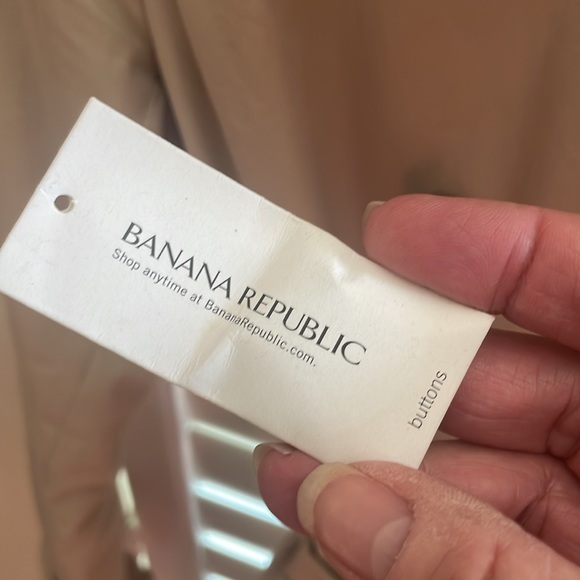 BANANA REPUBLIC
Shop anytime at BananaRepublic.com.
buttons